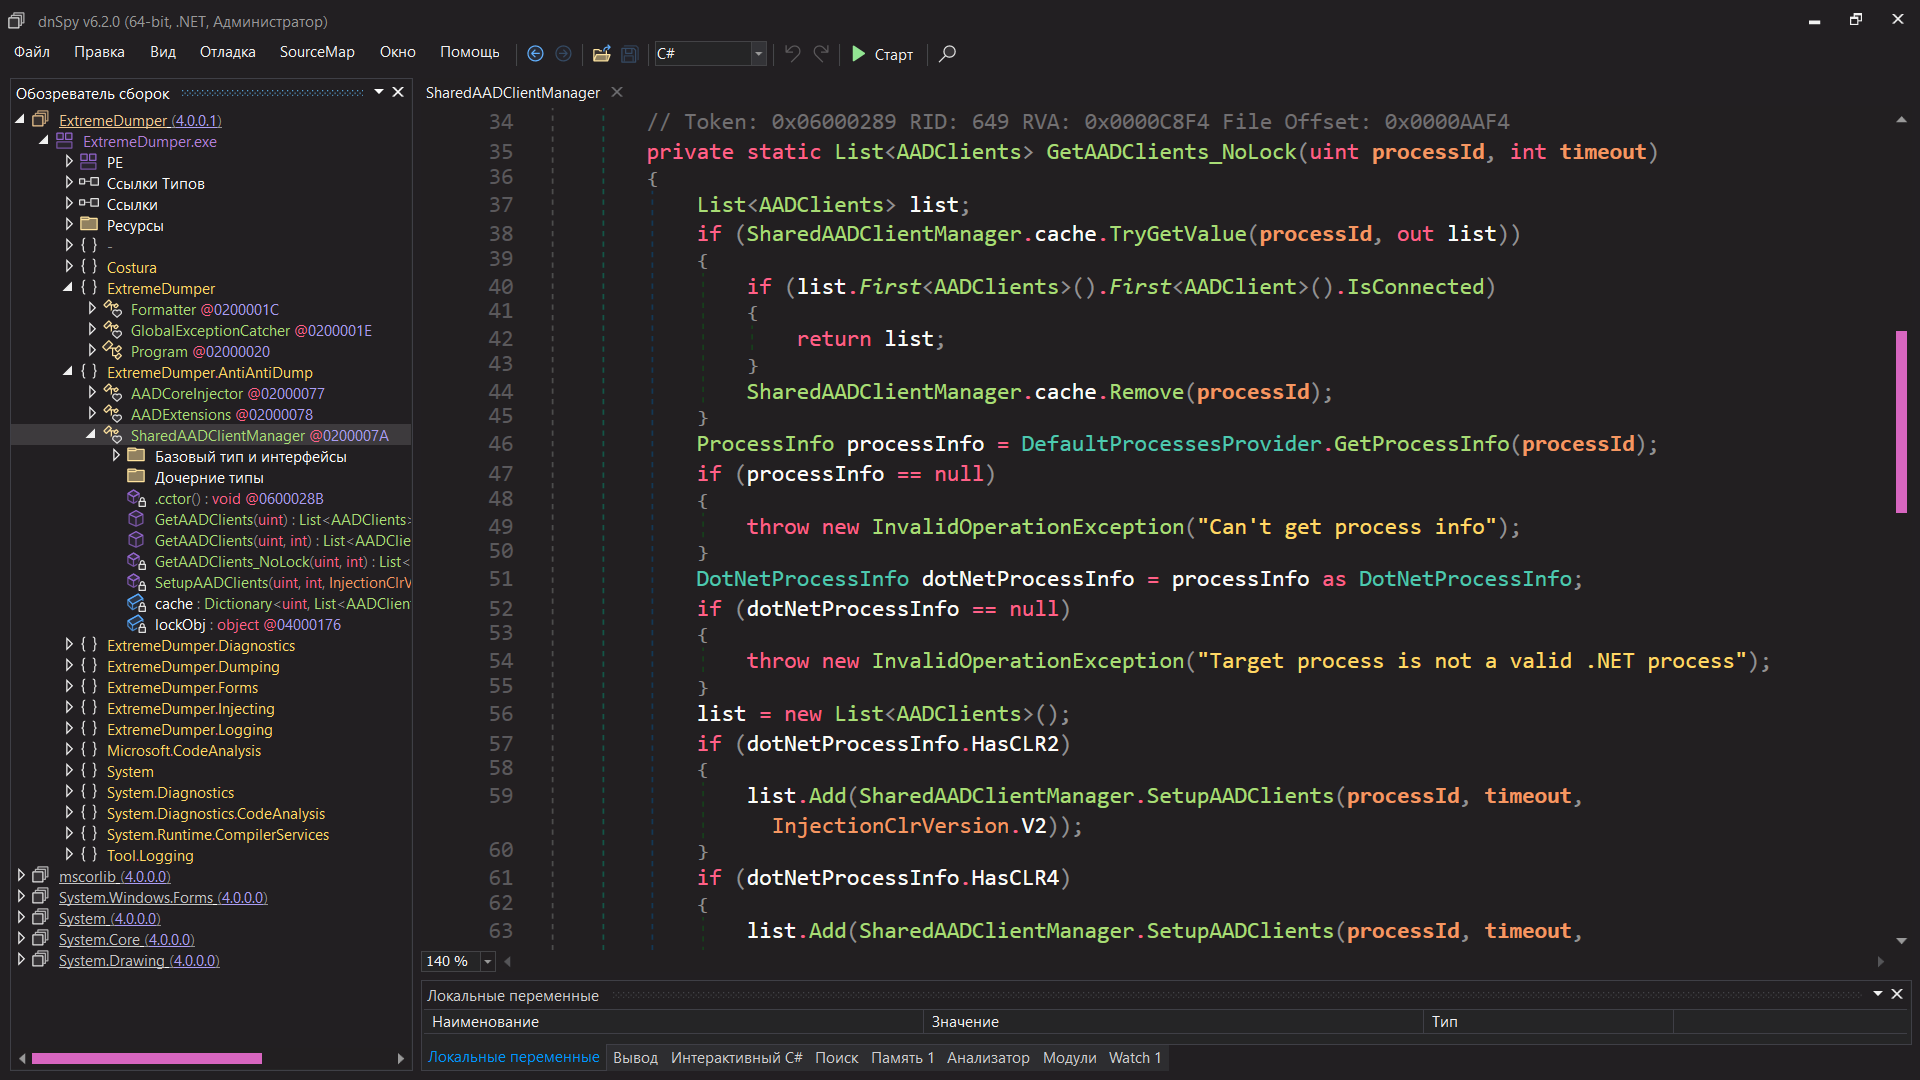 dnSpy v6.2.0 (64-bit, .NET, Администратор)
Файл Правка Вид Отладка SourceMap Окно Помощь C# Старт
Обозреватель сборок
ExtremeDumper (4.0.0.1)
ExtremeDumper.exe
PE
Ссылки Типов
Ссылки
Ресурсы
{ } -
{ } Costura
{ } ExtremeDumper
Formatter @0200001C
GlobalExceptionCatcher @0200001E
Program @02000020
{ } ExtremeDumper.AntiAntiDump
AADCoreInjector @02000077
AADExtensions @02000078
SharedAADClientManager @0200007A
Базовый тип и интерфейсы
Дочерние типы
.cctor() : void @0600028B
GetAADClients(uint) : List<AADClients>
GetAADClients(uint, int) : List<AADClie
GetAADClients_NoLock(uint, int) : List<
SetupAADClients(uint, int, InjectionClrV
cache : Dictionary<uint, List<AADClien
lockObj : object @04000176
{ } ExtremeDumper.Diagnostics
{ } ExtremeDumper.Dumping
{ } ExtremeDumper.Forms
{ } ExtremeDumper.Injecting
{ } ExtremeDumper.Logging
{ } Microsoft.CodeAnalysis
{ } System
{ } System.Diagnostics
{ } System.Diagnostics.CodeAnalysis
{ } System.Runtime.CompilerServices
{ } Tool.Logging
mscorlib (4.0.0.0)
System.Windows.Forms (4.0.0.0)
System (4.0.0.0)
System.Core (4.0.0.0)
System.Drawing (4.0.0.0)
SharedAADClientManager
34 // Token: 0x06000289 RID: 649 RVA: 0x0000C8F4 File Offset: 0x0000AAF4
35 private static List<AADClients> GetAADClients_NoLock(uint processId, int timeout)
36 {
37 List<AADClients> list;
38 if (SharedAADClientManager.cache.TryGetValue(processId, out list))
39 {
40 if (list.First<AADClients>().First<AADClient>().IsConnected)
41 {
42 return list;
43 }
44 SharedAADClientManager.cache.Remove(processId);
45 }
46 ProcessInfo processInfo = DefaultProcessesProvider.GetProcessInfo(processId);
47 if (processInfo == null)
48 {
49 throw new InvalidOperationException("Can't get process info");
50 }
51 DotNetProcessInfo dotNetProcessInfo = processInfo as DotNetProcessInfo;
52 if (dotNetProcessInfo == null)
53 {
54 throw new InvalidOperationException("Target process is not a valid .NET process");
55 }
56 list = new List<AADClients>();
57 if (dotNetProcessInfo.HasCLR2)
58 {
59 list.Add(SharedAADClientManager.SetupAADClients(processId, timeout,
InjectionClrVersion.V2));
60 }
61 if (dotNetProcessInfo.HasCLR4)
62 {
63 list.Add(SharedAADClientManager.SetupAADClients(processId, timeout,
140 %
Локальные переменные
Наименование Значение Тип
Локальные переменные Вывод Интерактивный C# Поиск Память 1 Анализатор Модули Watch 1